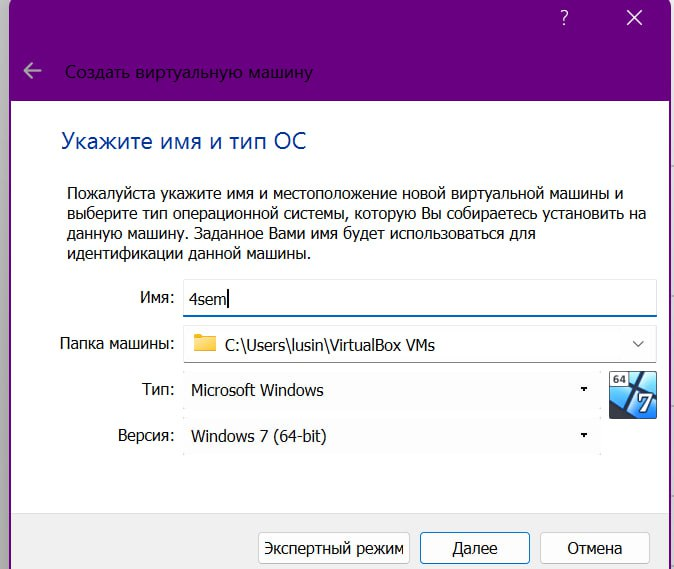 ?
Создать виртуальную машину
Укажите имя и тип ОС
Пожалуйста укажите имя и местоположение новой виртуальной машины и
выберите тип операционной системы, которую Вы собираетесь установить на
данную машину. Заданное Вами имя будет использоваться для
идентификации данной машины.
Имя: 4sem
Папка машины: C:\Users\lusin\VirtualBox VMs
Тип: Microsoft Windows
64
7
Версия: Windows 7 (64-bit)
Экспертный режим Далее Отмена